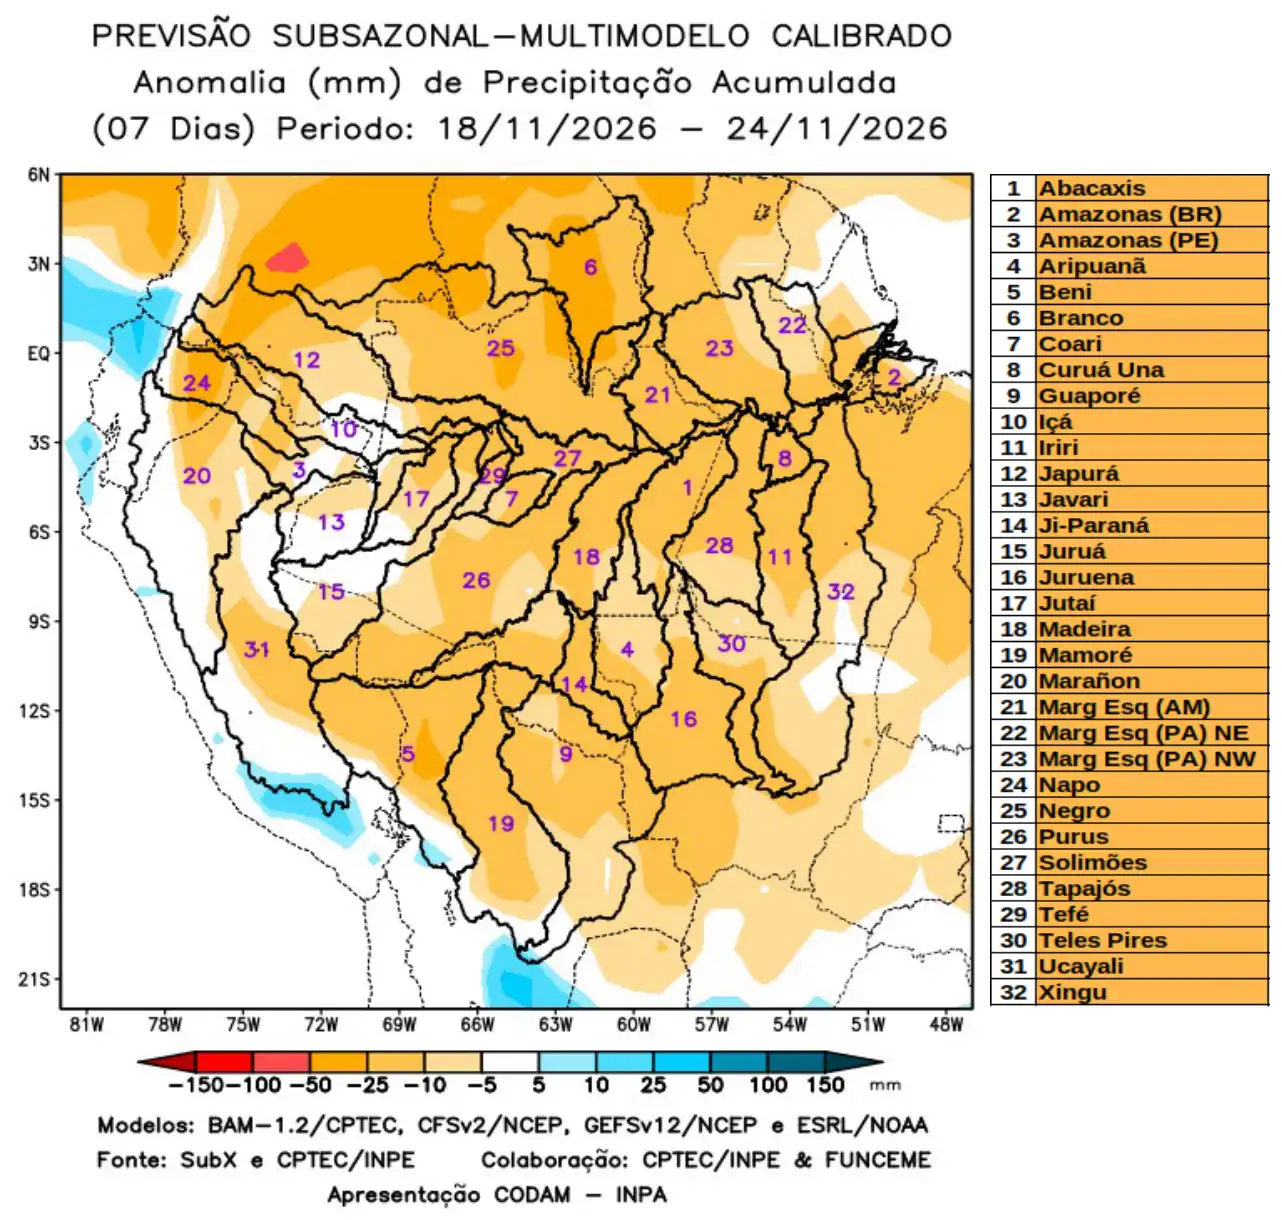 PREVISÃO SUBSAZONAL−MULTIMODELO CALIBRADO
Anomalia (mm) de Precipitação Acumulada
(07 Dias) Periodo: 18/11/2026 − 24/11/2026
6N
3N
EQ
3S
6S
9S
12S
15S
18S
21S
81W 78W 75W 72W 69W 66W 63W 60W 57W 54W 51W 48W
6
22
12
25
23
24
2
21
10
27
8
3
20
29
1
17
7
13
28
18
11
26
15
32
31
4
30
14
16
5
9
19
1 Abacaxis
2 Amazonas (BR)
3 Amazonas (PE)
4 Aripuanã
5 Beni
6 Branco
7 Coari
8 Curuá Una
9 Guaporé
10 Içá
11 Iriri
12 Japurá
13 Javari
14 Ji-Paraná
15 Juruá
16 Juruena
17 Jutaí
18 Madeira
19 Mamoré
20 Marañon
21 Marg Esq (AM)
22 Marg Esq (PA) NE
23 Marg Esq (PA) NW
24 Napo
25 Negro
26 Purus
27 Solimões
28 Tapajós
29 Tefé
30 Teles Pires
31 Ucayali
32 Xingu
−150 −100 −50 −25 −10 −5 5 10 25 50 100 150 mm
Modelos: BAM−1.2/CPTEC, CFSv2/NCEP, GEFSv12/NCEP e ESRL/NOAA
Fonte: SubX e CPTEC/INPE Colaboração: CPTEC/INPE & FUNCEME
Apresentação CODAM − INPA